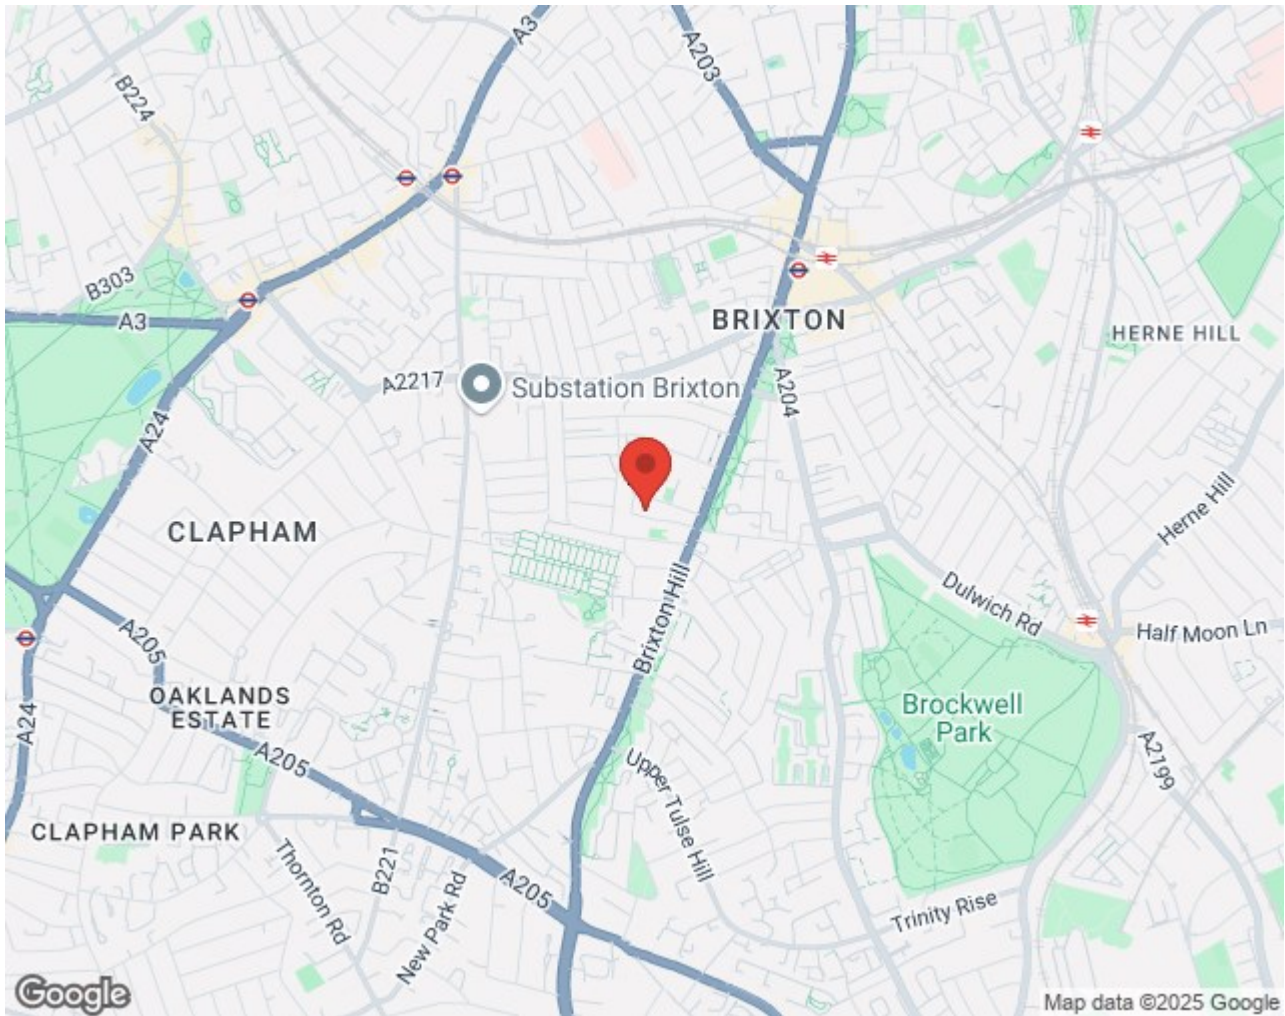 A3
A203
B224
B303
A3
BRIXTON
HERNE HILL
A2217
Substation Brixton
A204
A24
CLAPHAM
Herne Hill
Dulwich Rd
Brixton Hill
Half Moon Ln
A205
OAKLANDS
ESTATE
A24
Brockwell
Park
A205
Upper Tulse Hill
A2199
CLAPHAM PARK
Thornton Rd
B221
New Park Rd
A205
Trinity Rise
Google
Map data ©2025 Google